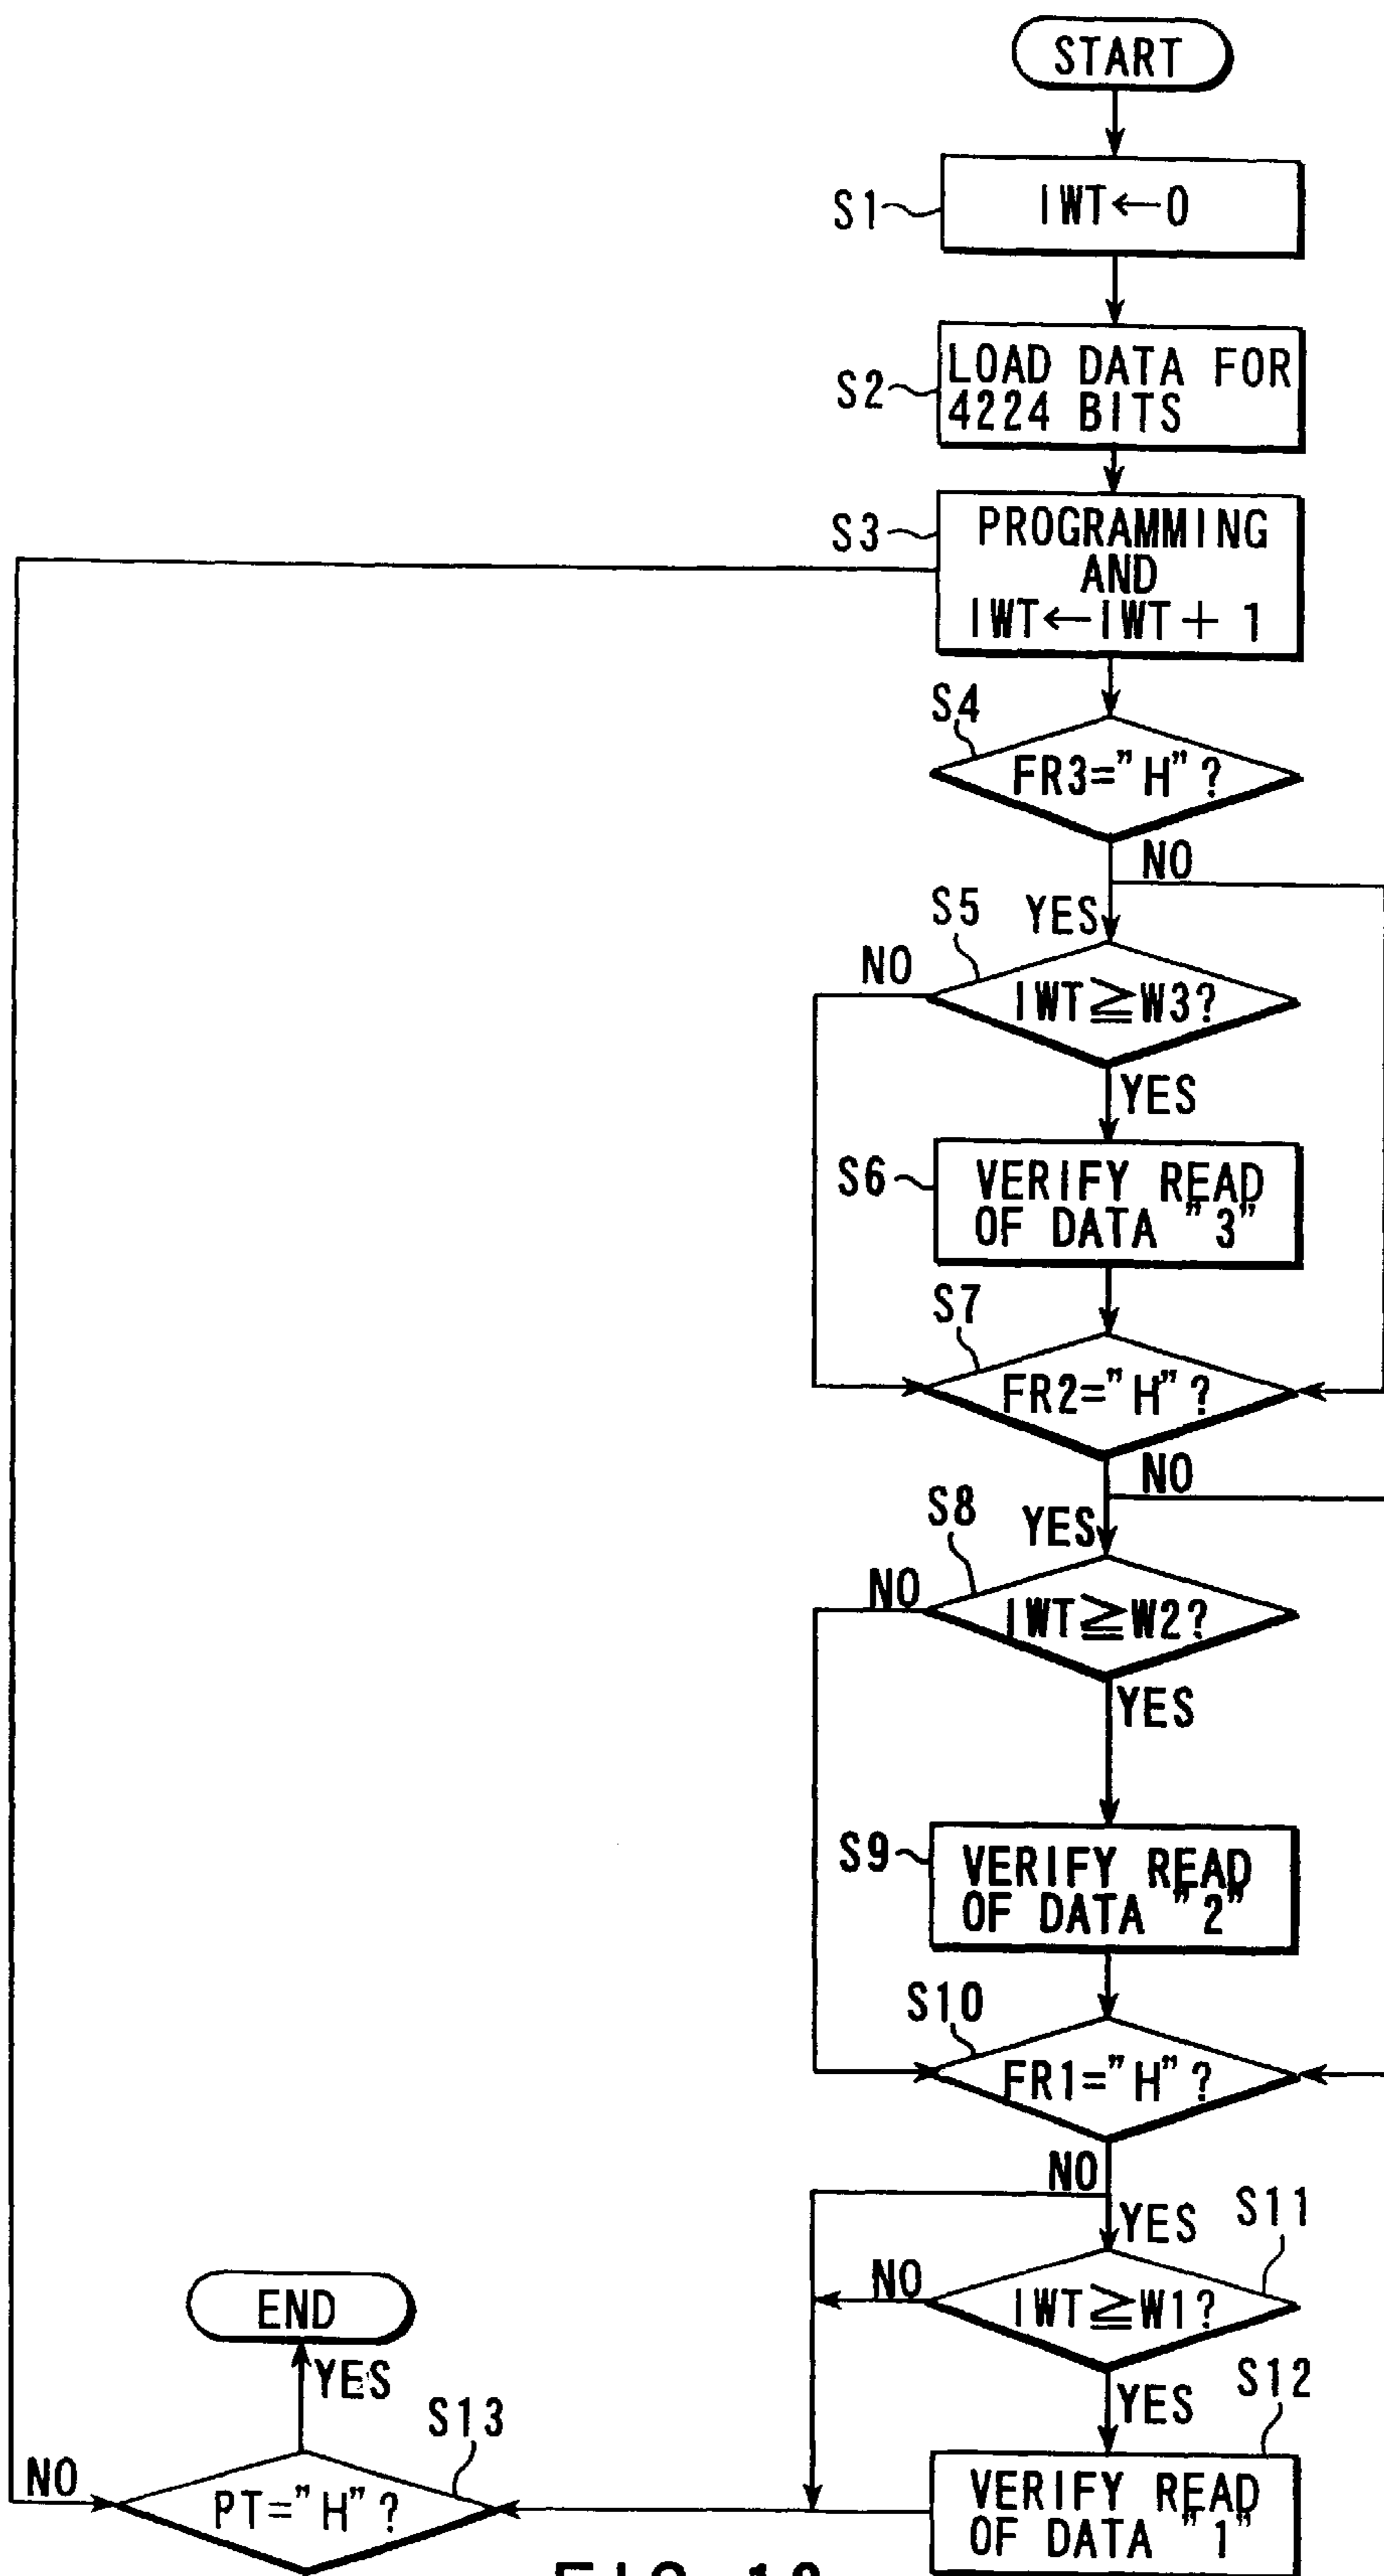 START
S1
IWT←0
S2
LOAD DATA FOR
4224 BITS
S3
PROGRAMMING
AND
IWT←IWT + 1
S4
FR3="H"?
NO
YES
S5
NO
IWT≧W3?
YES
S6
VERIFY READ
OF DATA "3"
S7
FR2="H"?
NO
YES
S8
NO
IWT≧W2?
YES
S9
VERIFY READ
OF DATA "2"
S10
FR1="H"?
NO
YES
S11
NO
IWT≧W1?
YES
S12
VERIFY READ
OF DATA "1"
END
YES
S13
NO
PT="H"?